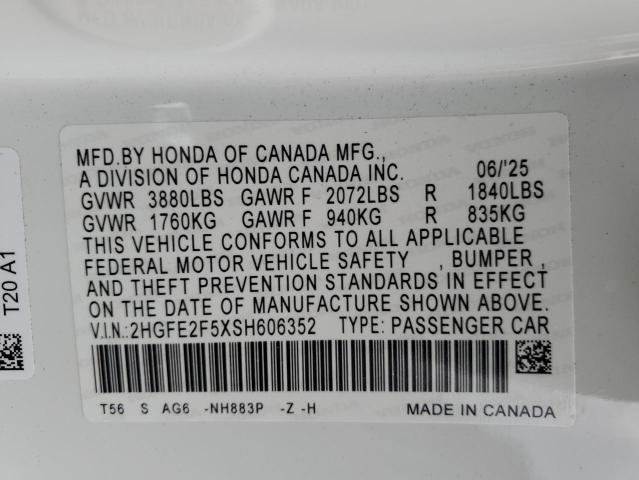 MFD.BY HONDA OF CANADA MFG.,
A DIVISION OF HONDA CANADA INC. 06/'25
GVWR 3880LBS GAWR F 2072LBS R 1840LBS
GVWR 1760KG GAWR F 940KG R 835KG
THIS VEHICLE CONFORMS TO ALL APPLICABLE
FEDERAL MOTOR VEHICLE SAFETY , BUMPER ,
AND THEFT PREVENTION STANDARDS IN EFFECT
ON THE DATE OF MANUFACTURE SHOWN ABOVE.
V.I.N.:2HGFE2F5XSH606352 TYPE: PASSENGER CAR
T56 S AG6 -NH883P -Z -H MADE IN CANADA
T20 A1